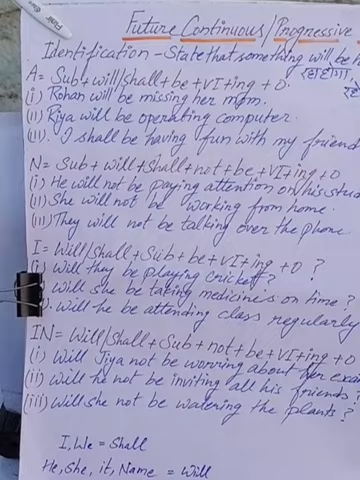 Future Continuous/Progressive
Identification - State that something will be
रहा होगा,
A = Sub + will/shall + be + VI + ing + O.
(i) Rohan will be missing her mom.
(ii) Riya will be operating computer.
(iii). I shall be having fun with my friend
N = Sub + will + shall + not + be + VI + ing + O
(i) He will not be paying attention on his stu
(ii) She will not be working from home.
(iii) They will not be talking over the phone
I = Will/Shall + Sub + be + VI + ing + O ?
(i) Will they be playing cricket? ?
Will she be taking medicines on time?
Will he be attending class regularly
IN = Will/Shall + Sub + not + be + VI + ing + O
(i) Will Jiya not be worring about her exa
(ii) Will he not be inviting all his friends?
(iii) Will she not be watering the plants?
I, We = Shall
He, She, it, Name = Will